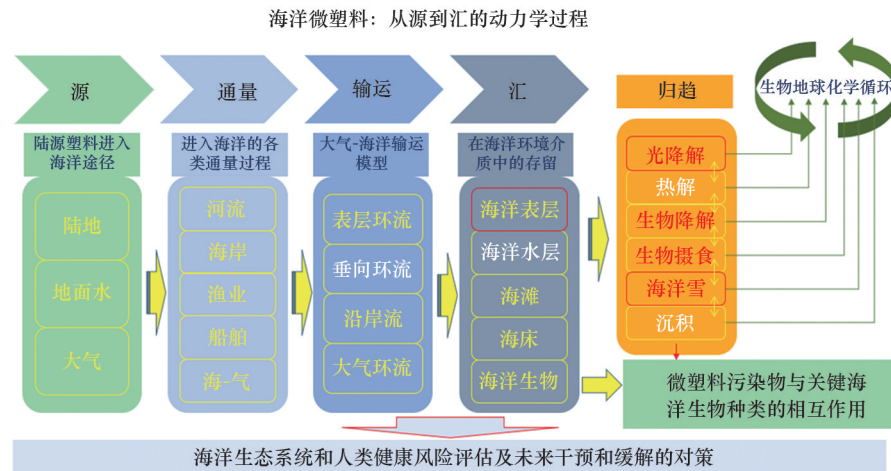 海洋微塑料：从源到汇的动力学过程
源
通量
输运
汇
归趋
生物地球化学循环
陆源塑料进入
海洋途径
进入海洋的各
类通量过程
大气-海洋输运
模型
在海洋环境介
质中的存留
陆地
地面水
大气
河流
海岸
渔业
船舶
海-气
表层环流
垂向环流
沿岸流
大气环流
海洋表层
海洋水层
海滩
海床
海洋生物
光降解
热解
生物降解
生物摄食
海洋雪
沉积
微塑料污染物与关键海
洋生物种类的相互作用
海洋生态系统和人类健康风险评估及未来干预和缓解的对策